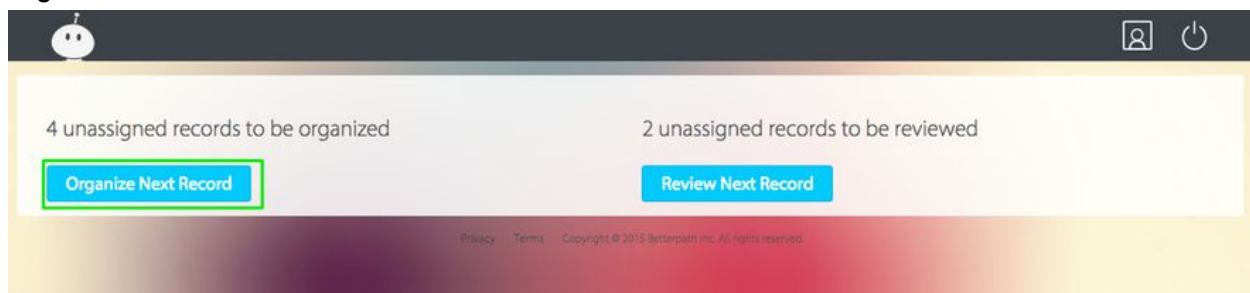 4 unassigned records to be organized
Organize Next Record
2 unassigned records to be reviewed
Review Next Record
Privacy Terms Copyright © 2015 Betterpath Inc. All rights reserved.